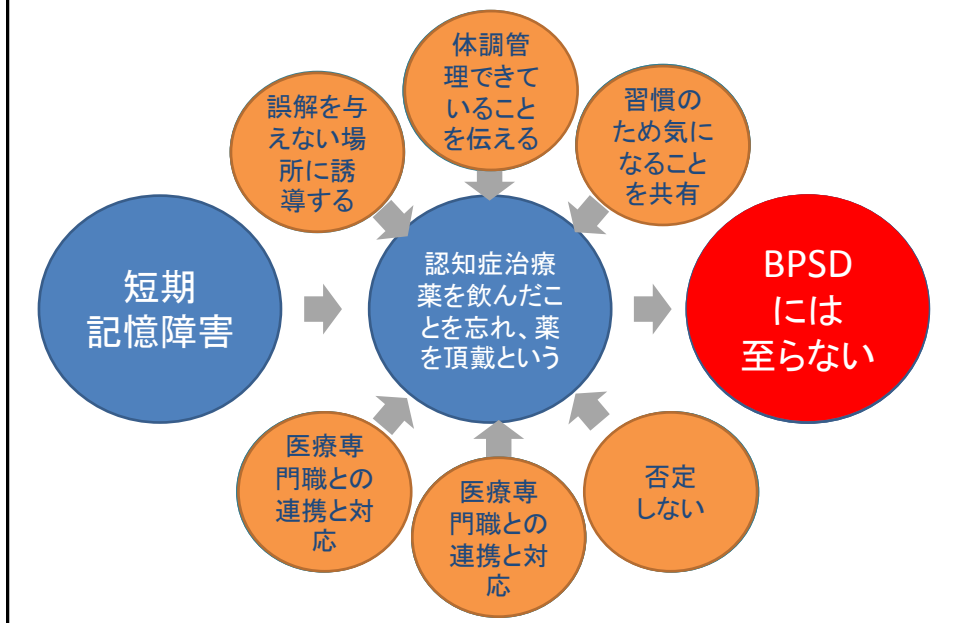 体調管
理できて
いること
を伝える
誤解を与
えない場
所に誘
導する
習慣の
ため気に
なること
を共有
短期
記憶障害
認知症治療
薬を飲んだこ
とを忘れ、薬
を頂戴という
BPSD
には
至らない
医療専
門職との
連携と対
応
医療専
門職との
連携と対
応
否定
しない